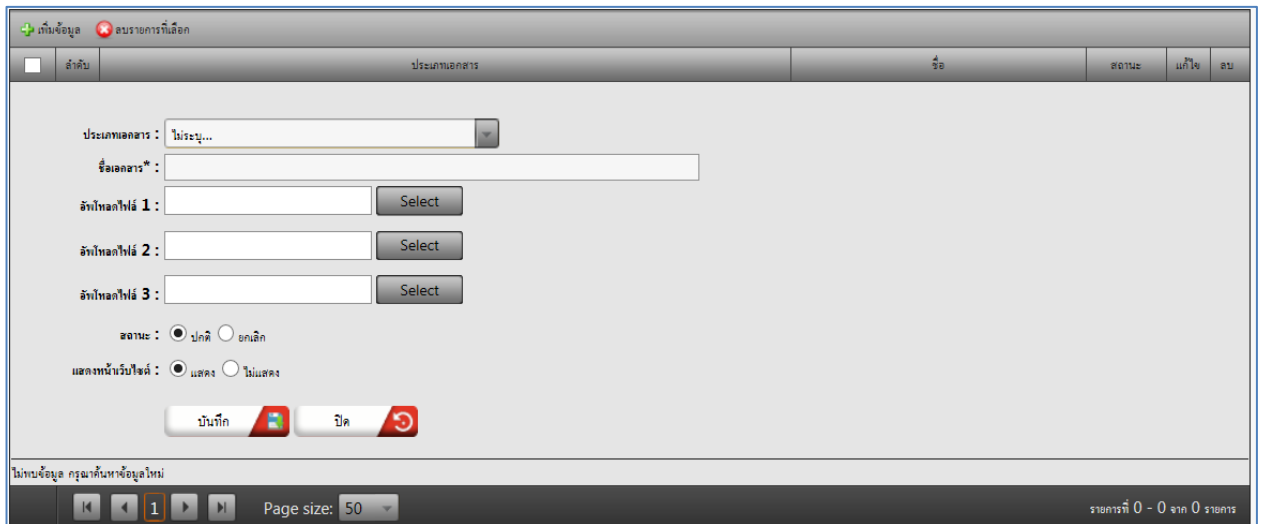 เพิ่มข้อมูล ลบรายการที่เลือก
ลำดับ ประเภทเอกสาร ชื่อ สถานะ แก้ไข ลบ
ประเภทเอกสาร : ไม่ระบุ...
ชื่อเอกสาร* :
อัพโหลดไฟล์ 1 : Select
อัพโหลดไฟล์ 2 : Select
อัพโหลดไฟล์ 3 : Select
สถานะ : ปกติ ยกเลิก
แสดงหน้าเว็บไซต์ : แสดง ไม่แสดง
บันทึก ปิด
ไม่พบข้อมูล กรุณาค้นหาข้อมูลใหม่
1 Page size: 50 รายการที่ 0 - 0 จาก 0 รายการ